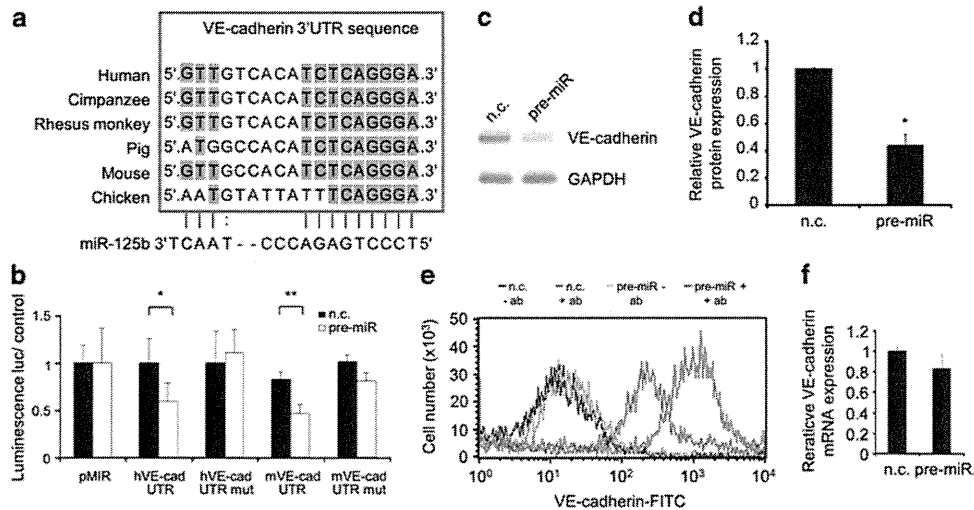 a
VE-cadherin 3'UTR sequence
Human 5'.GTTGTCACATCTCAGGGA.3'
Cimpanzee 5'.GTTGTCACATCTCAGGGA.3'
Rhesus monkey 5'.GTTGTCACATCTCAGGGA.3'
Pig 5'.ATGGCCACATCTCAGGGA.3'
Mouse 5'.GTTGCCACATCTCAGGGA.3'
Chicken 5'.AATGTATTATTTCAGGGA.3'
miR-125b 3'TCAAT--CCCAGAGTCCCT5'
b
Luminescence luc/ control
1.5
1
0.5
0
*
**
n.c.
pre-miR
pMIR
hVE-cad UTR
hVE-cad UTR mut
mVE-cad UTR
mVE-cad UTR mut
c
n.c.
pre-miR
VE-cadherin
GAPDH
d
Relative VE-cadherin
protein expression
1.2
1
0.8
0.6
0.4
0.2
0
*
n.c.
pre-miR
e
n.c. - ab
n.c. + ab
pre-miR - ab
pre-miR + + ab
Cell number (x10³)
50
40
30
20
10
0
10⁰ 10¹ 10² 10³ 10⁴
VE-cadherin-FITC
f
Reraticve VE-cadherin
mRNA expression
1.2
1
0.8
0.6
0.4
0.2
0
n.c. pre-miR